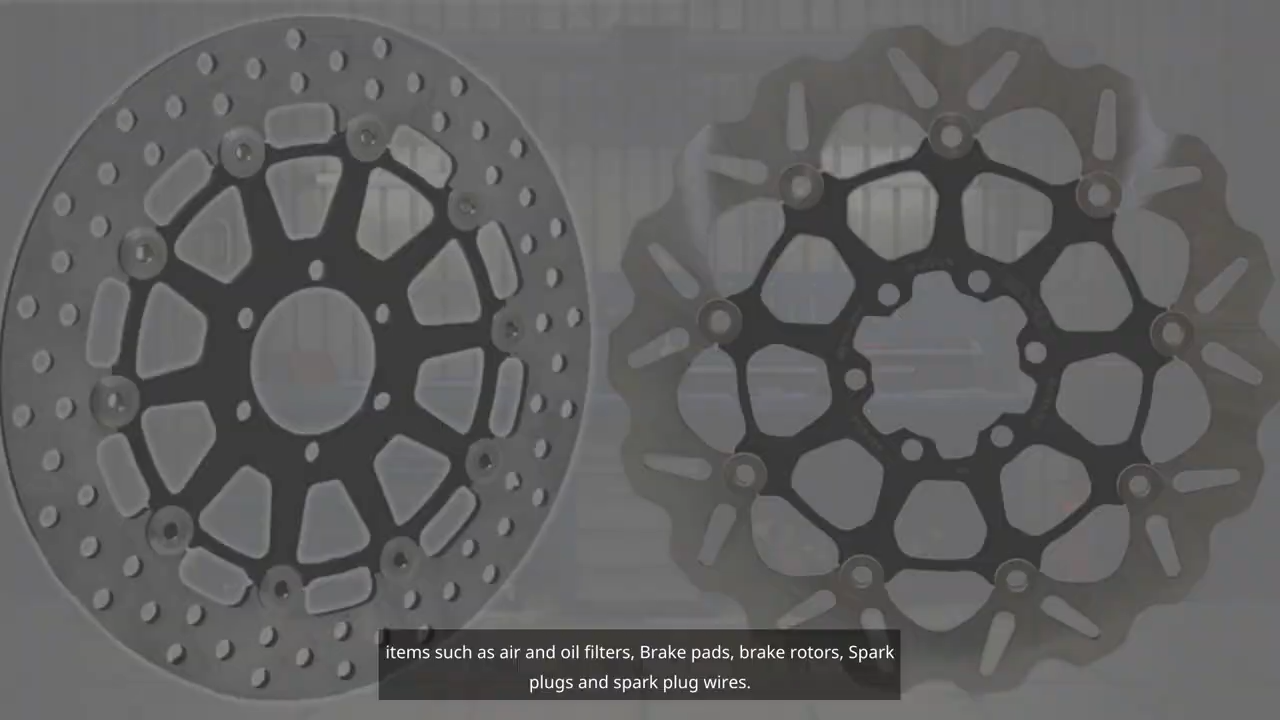 items such as air and oil filters, Brake pads, brake rotors, Spark
plugs and spark plug wires.